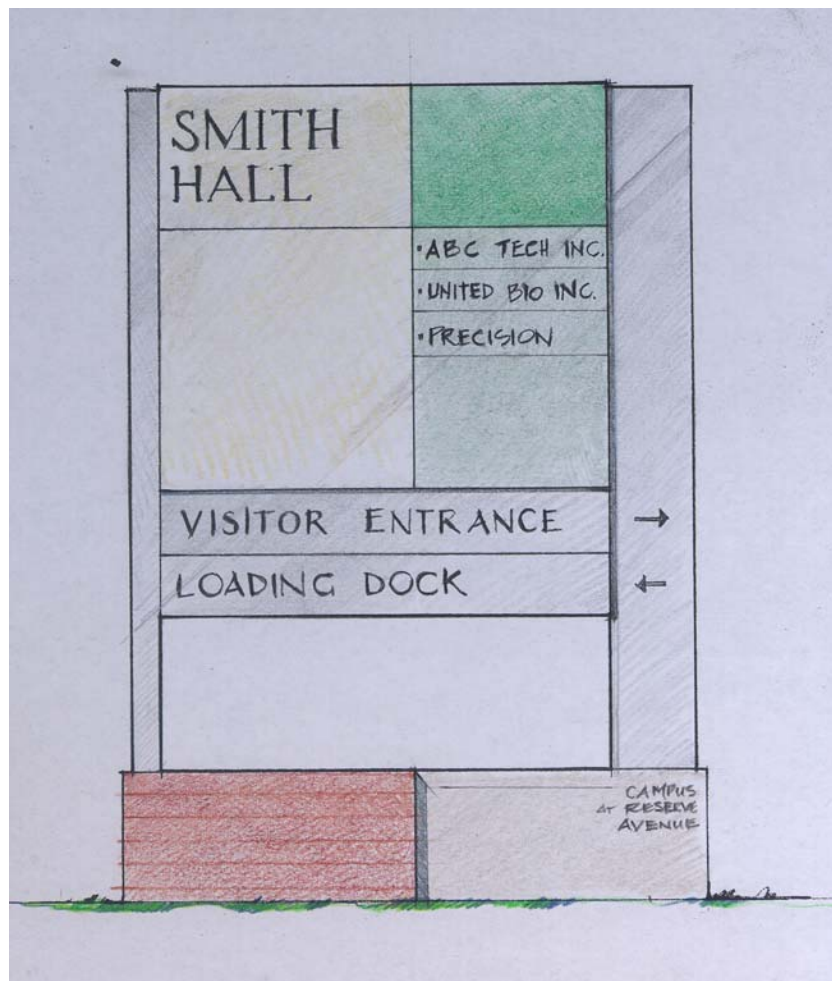 SMITH
HALL
• ABC TECH INC.
• UNITED BIO INC.
• PRECISION
VISITOR ENTRANCE →
LOADING DOCK ←
CAMPUS
AT RESERVE
AVENUE